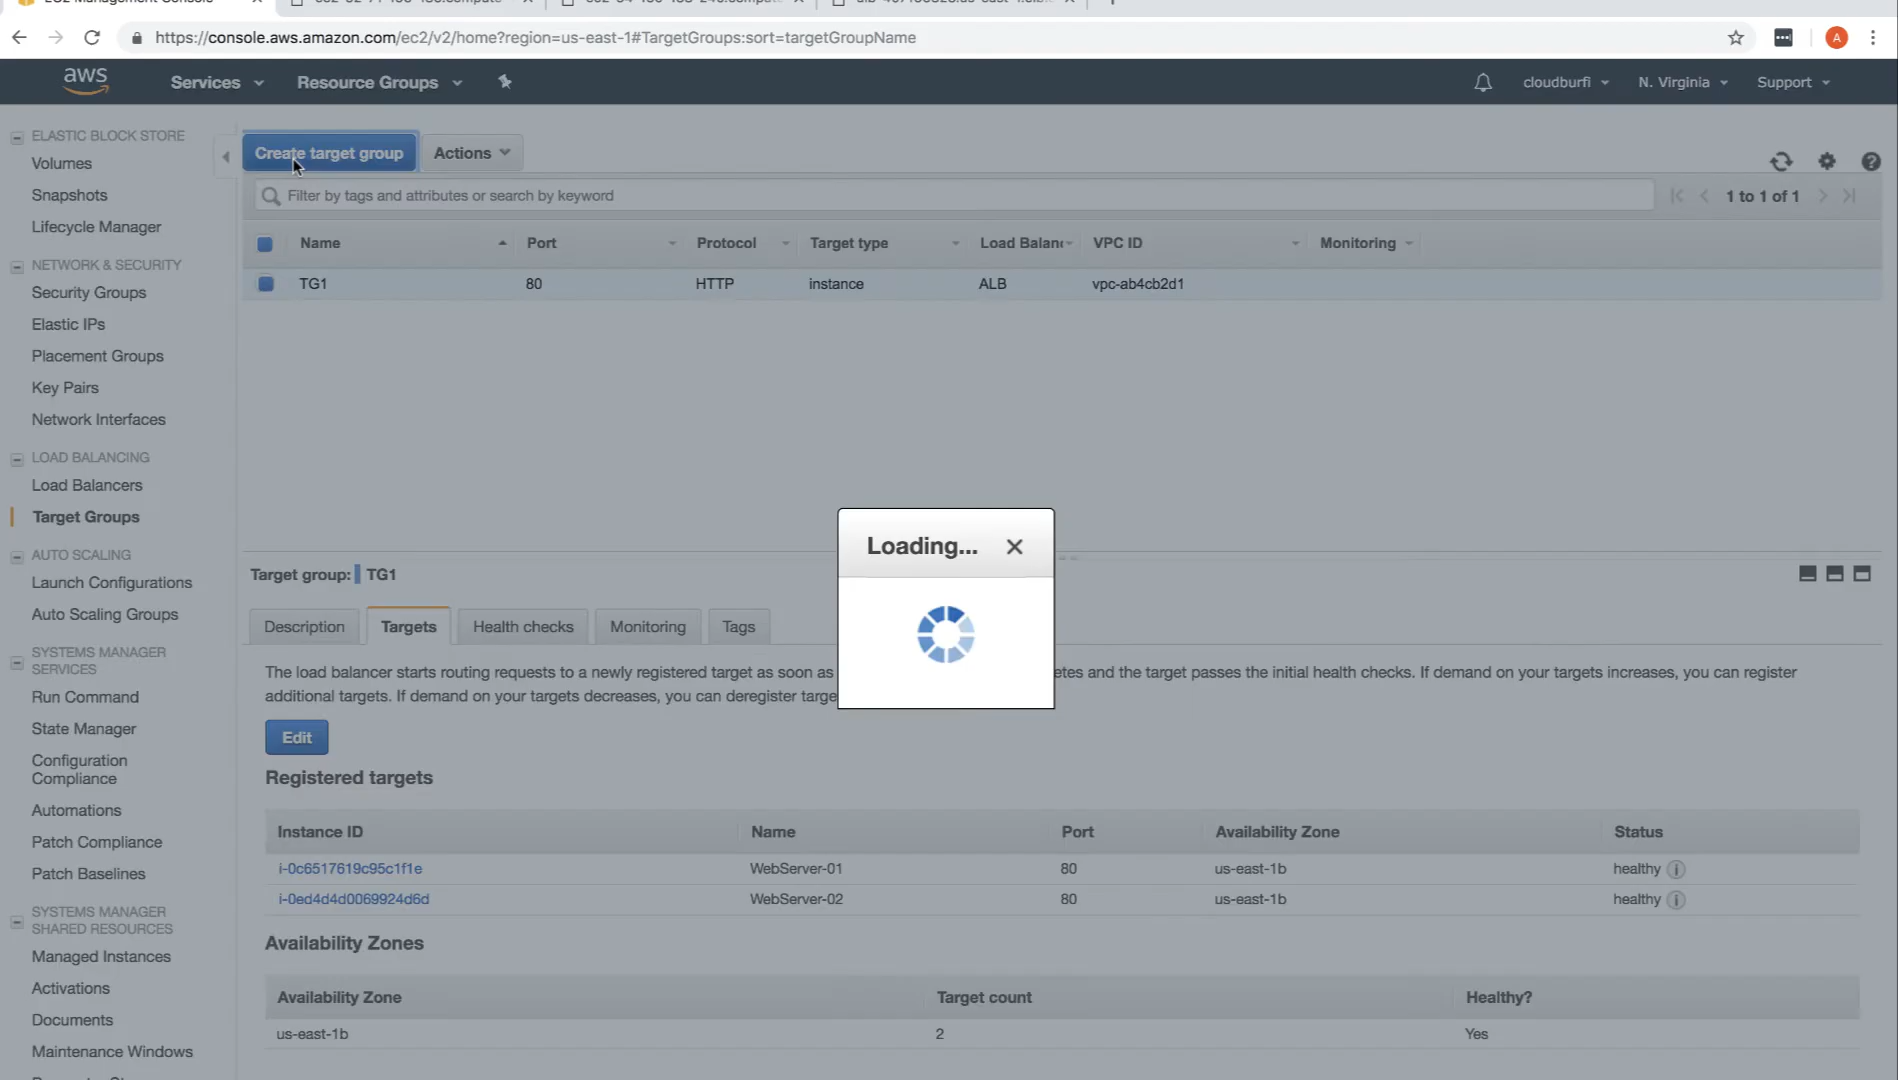 https://console.aws.amazon.com/ec2/v2/home?region=us-east-1#TargetGroups:sort=targetGroupName
A
aws
Services
Resource Groups
cloudburfi
N. Virginia
Support
ELASTIC BLOCK STORE
Volumes
Snapshots
Lifecycle Manager
NETWORK & SECURITY
Security Groups
Elastic IPs
Placement Groups
Key Pairs
Network Interfaces
LOAD BALANCING
Load Balancers
Target Groups
AUTO SCALING
Launch Configurations
Auto Scaling Groups
SYSTEMS MANAGER
SERVICES
Run Command
State Manager
Configuration
Compliance
Automations
Patch Compliance
Patch Baselines
SYSTEMS MANAGER
SHARED RESOURCES
Managed Instances
Activations
Documents
Maintenance Windows
Create target group
Actions
Filter by tags and attributes or search by keyword
1 to 1 of 1
Name Port Protocol Target type Load Balanc VPC ID Monitoring
TG1 80 HTTP instance ALB vpc-ab4cb2d1
Loading...
Target group: TG1
Description Targets Health checks Monitoring Tags
The load balancer starts routing requests to a newly registered target as soon as etes and the target passes the initial health checks. If demand on your targets increases, you can register
additional targets. If demand on your targets decreases, you can deregister targe
Edit
Registered targets
Instance ID Name Port Availability Zone Status
i-0c6517619c95c1f1e WebServer-01 80 us-east-1b healthy
i-0ed4d4d0069924d6d WebServer-02 80 us-east-1b healthy
Availability Zones
Availability Zone Target count Healthy?
us-east-1b 2 Yes